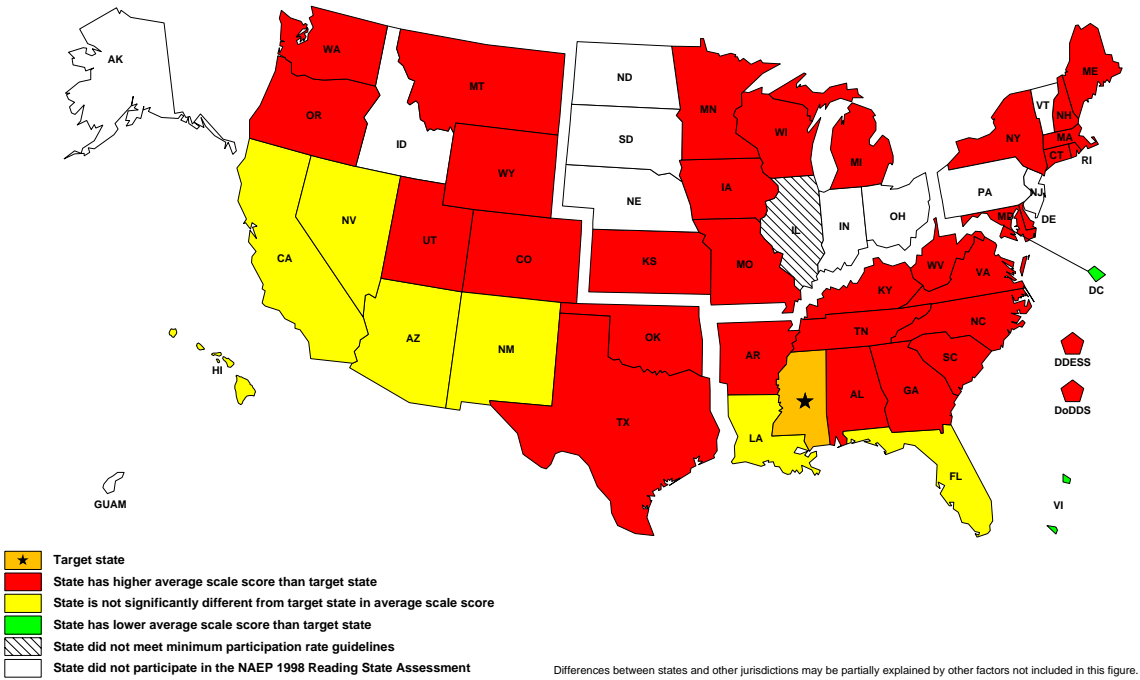 AK
WA
MT
ME
ND
MN
VT
NH
OR
NY
WI
MA
SD
ID
CT
RI
MI
WY
IA
PA
NJ
NE
OH
NV
MD
DE
IN
IL
UT
CA
CO
KS
MO
WV
VA
DC
KY
NC
TN
AZ
OK
NM
AR
SC
DDESS
HI
AL
GA
DoDDS
TX
LA
FL
GUAM
VI
Target state
State has higher average scale score than target state
State is not significantly different from target state in average scale score
State has lower average scale score than target state
State did not meet minimum participation rate guidelines
State did not participate in the NAEP 1998 Reading State Assessment
Differences between states and other jurisdictions may be partially explained by other factors not included in this figure.